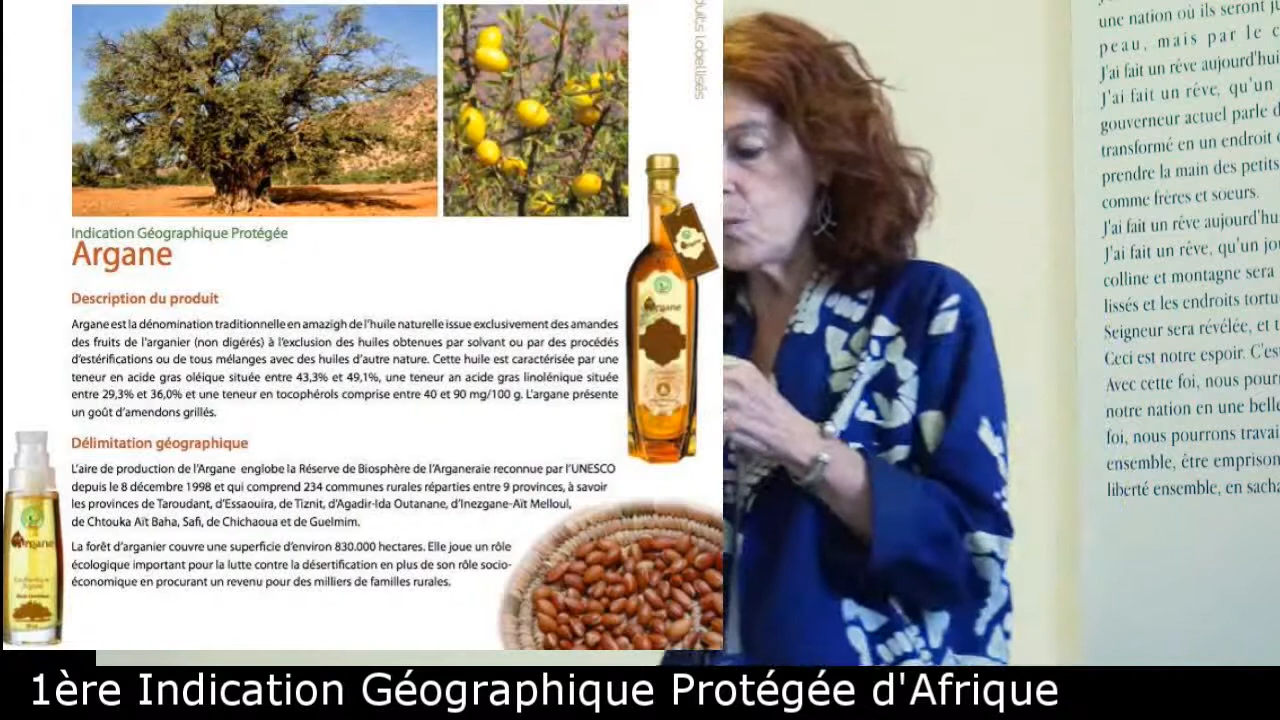 duits Labellisés
Indication Géographique Protégée
Argane
Description du produit
Argane est la dénomination traditionnelle en amazigh de l'huile naturelle issue exclusivement des amandes
des fruits de l'arganier (non digérés) à l'exclusion des huiles obtenues par solvant ou par des procédés
d'estérifications ou de tous mélanges avec des huiles d'autre nature. Cette huile est caractérisée par une
teneur en acide gras oléique située entre 43,3% et 49,1%, une teneur an acide gras linolénique située
entre 29,3% et 36,0% et une teneur en tocophérols comprise entre 40 et 90 mg/100 g. L'argane présente
un goût d'amendons grillés.
Délimitation géographique
L'aire de production de l'Argane englobe la Réserve de Biosphère de l'Arganeraie reconnue par l'UNESCO
depuis le 8 décembre 1998 et qui comprend 234 communes rurales réparties entre 9 provinces, à savoir
les provinces de Taroudant, d'Essaouira, de Tiznit, d'Agadir-Ida Outanane, d'Inezgane-Aït Melloul,
de Chtouka Aït Baha, Safi, de Chichaoua et de Guelmim.
La forêt d'arganier couvre une superficie d'environ 830.000 hectares. Elle joue un rôle
écologique important pour la lutte contre la désertification en plus de son rôle socio-
économique en procurant un revenu pour des milliers de familles rurales.
Argane
Argane
une nation où ils seront
peau, mais par le
J'ai fait un rêve aujourd'hui
J'ai fait un rêve, qu'un
gouverneur actuel parle
transformé en un endroit
prendre la main des petits
comme frères et soeurs.
J'ai fait un rêve aujourd'hu
J'ai fait un rêve, qu'un jo
colline et montagne sera
lissés et les endroits tortu
Seigneur sera révélée, et
Ceci est notre espoir. C'es
Avec cette foi, nous pour
notre nation en une bell
foi, nous pourrons travai
ensemble, être emprison
liberté ensemble, en sacha
1ère Indication Géographique Protégée d'Afrique